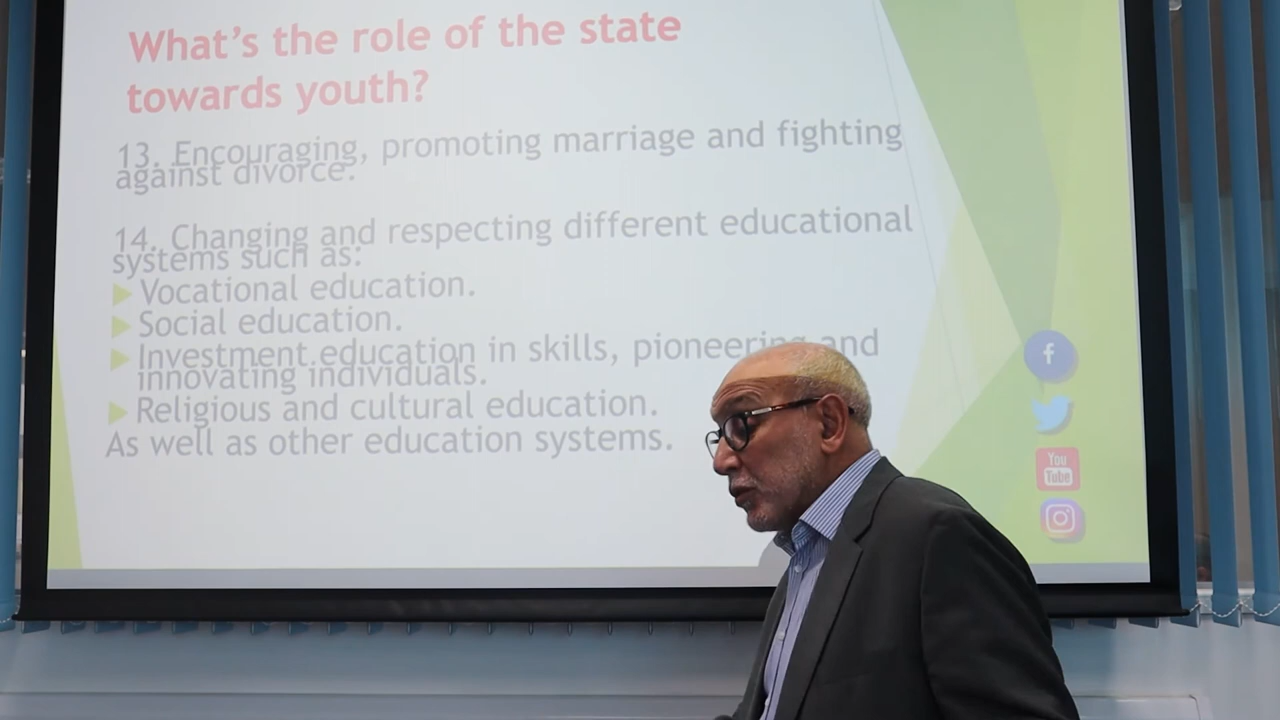 What's the role of the state
towards youth?
13. Encouraging, promoting marriage and fighting
against divorce.
14. Changing and respecting different educational
systems such as:
Vocational education.
Social education.
Investment education in skills, pioneering and
innovating individuals.
Religious and cultural education.
As well as other education systems.
f
You
Tube